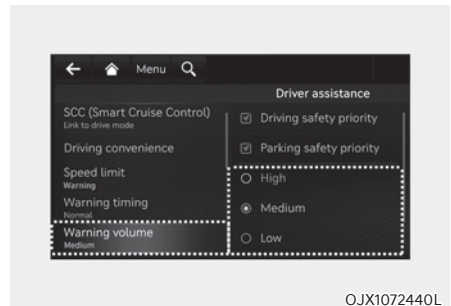 Menu
Driver assistance
SCC (Smart Cruise Control)
Link to drive mode
Driving convenience
Speed limit
Warning
Warning timing
Normal
Warning volume
Medium
Driving safety priority
Parking safety priority
High
Medium
Low
OJX1072440L